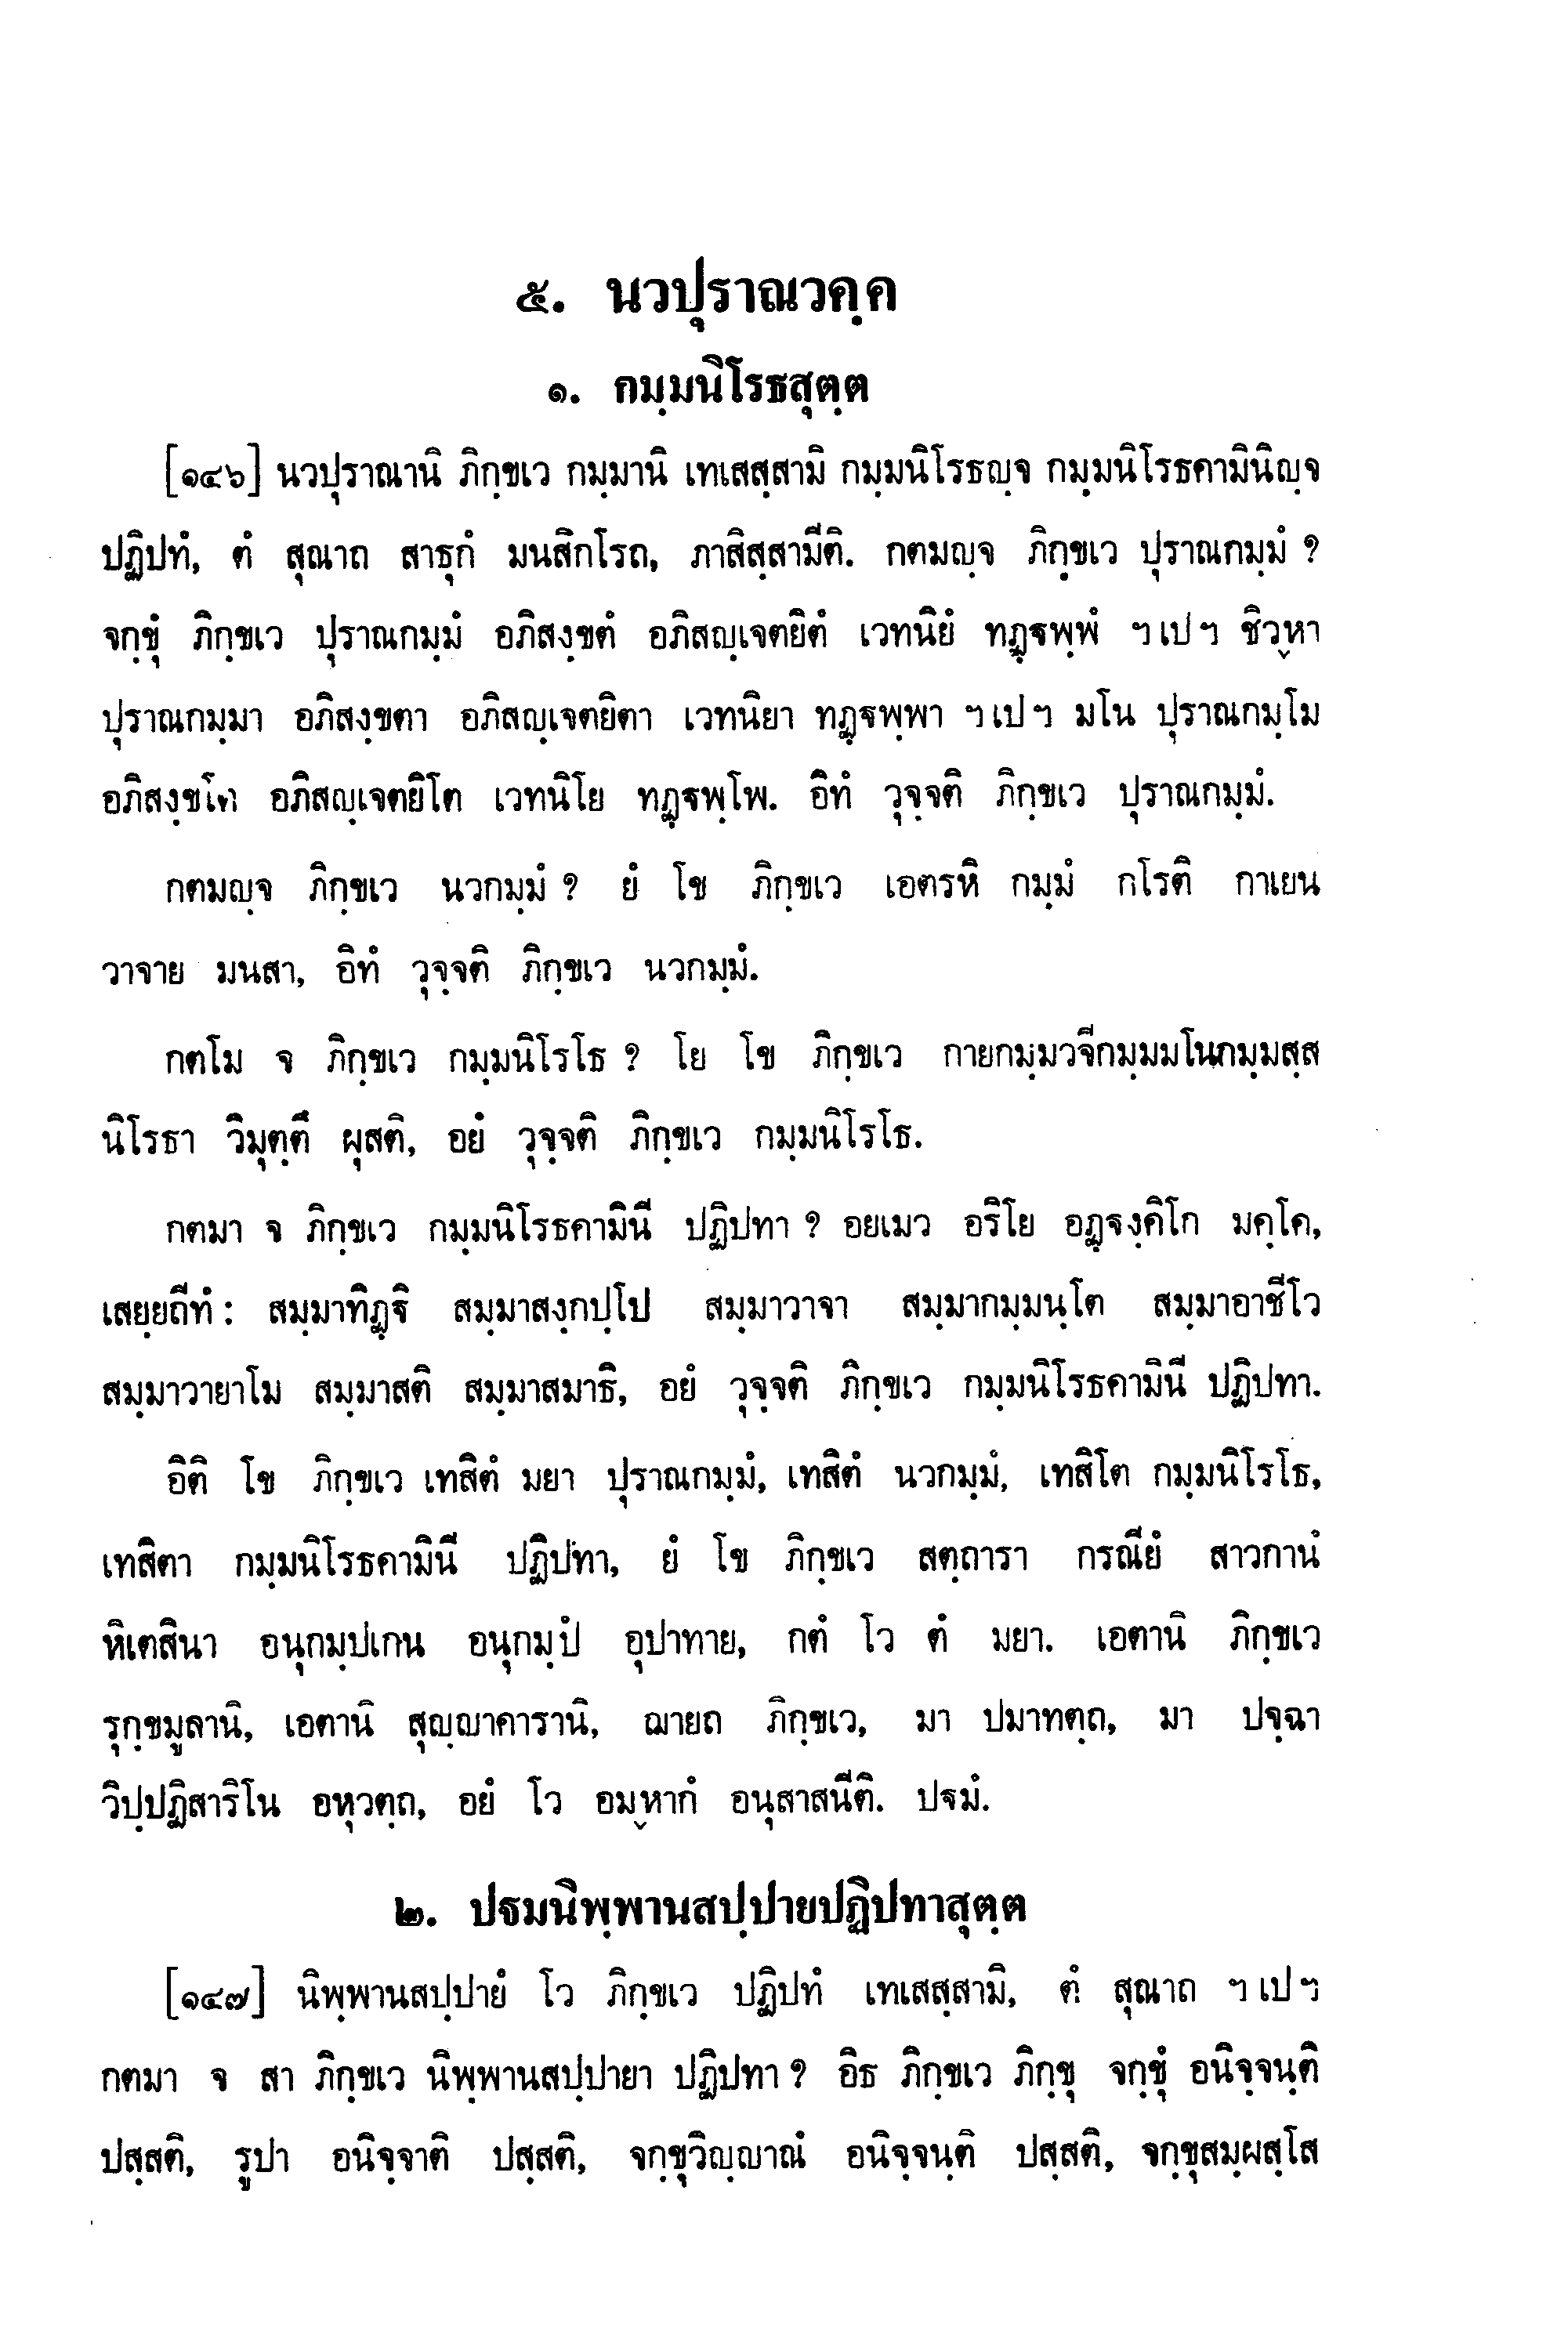 ๕. นวปุราณวคฺค
๑. กมฺมนิโรธสุตฺต
[๑๔๖] นวปุราณานิ ภิกฺขเว กมฺมานิ เทเสสฺสามิ กมฺมนิโรธญฺจ กมฺมนิโรธคามินิญฺจ
ปฏิปทํ, ตํ สุณาถ สาธุกํ มนสิกโรถ, ภาสิสฺสามีติ. กตมญฺจ ภิกฺขเว ปุราณกมฺมํ ?
จกฺขุํ ภิกฺขเว ปุราณกมฺมํ อภิสงฺขตํ อภิสญฺเจตยิตํ เวทนิยํ ทฏฺฐพฺพํ ฯเปฯ ชิวฺหา
ปุราณกมฺมา อภิสงฺขตา อภิสญฺเจตยิตา เวทนิยา ทฏฺฐพฺพา ฯเปฯ มโน ปุราณกมฺโม
อภิสงฺขโต อภิสญฺเจตยิโต เวทนิโย ทฏฺฐพฺโพ. อิทํ วุจฺจติ ภิกฺขเว ปุราณกมฺมํ.
กตมญฺจ ภิกฺขเว นวกมฺมํ ? ยํ โข ภิกฺขเว เอตรหิ กมฺมํ กโรติ กาเยน
วาจาย มนสา, อิทํ วุจฺจติ ภิกฺขเว นวกมฺมํ.
กตโม จ ภิกฺขเว กมฺมนิโรโธ ? โย โข ภิกฺขเว กายกมฺมวจีกมฺมมโนกมฺมสฺส
นิโรธา วิมุตฺตึ ผุสติ, อยํ วุจฺจติ ภิกฺขเว กมฺมนิโรโธ.
กตมา จ ภิกฺขเว กมฺมนิโรธคามินี ปฏิปทา ? อยเมว อริโย อฏฺฐงฺคิโก มคฺโค,
เสยฺยถีทํ : สมฺมาทิฏฺฐิ สมฺมาสงฺกปฺโป สมฺมาวาจา สมฺมากมฺมนฺโต สมฺมาอาชีโว
สมฺมาวายาโม สมฺมาสติ สมฺมาสมาธิ, อยํ วุจฺจติ ภิกฺขเว กมฺมนิโรธคามินี ปฏิปทา.
อิติ โข ภิกฺขเว เทสิตํ มยา ปุราณกมฺมํ, เทสิตํ นวกมฺมํ, เทสิโต กมฺมนิโรโธ,
เทสิตา กมฺมนิโรธคามินี ปฏิปทา, ยํ โข ภิกฺขเว สตฺถารา กรณียํ สาวกานํ
หิเตสินา อนุกมฺปเกน อนุกมฺปํ อุปาทาย, กตํ โว ตํ มยา. เอตานิ ภิกฺขเว
รุกฺขมูลานิ, เอตานิ สุญฺญาคารานิ, ฌายถ ภิกฺขเว, มา ปมาทตฺถ, มา ปจฺฉา
วิปฺปฏิสาริโน อหุวตฺถ, อยํ โว อมฺหากํ อนุสาสนีติ. ปฐมํ.
๒. ปฐมนิพฺพานสปฺปายปฏิปทาสุตฺต
[๑๔๗] นิพฺพานสปฺปายํ โว ภิกฺขเว ปฏิปทํ เทเสสฺสามิ, ตํ สุณาถ ฯเปฯ
กตมา จ สา ภิกฺขเว นิพฺพานสปฺปายา ปฏิปทา ? อิธ ภิกฺขเว ภิกฺขุ จกฺขุํ อนิจฺจนฺติ
ปสฺสติ, รูปา อนิจฺจาติ ปสฺสติ, จกฺขุวิญฺญาณํ อนิจฺจนฺติ ปสฺสติ, จกฺขุสมฺผสฺโส